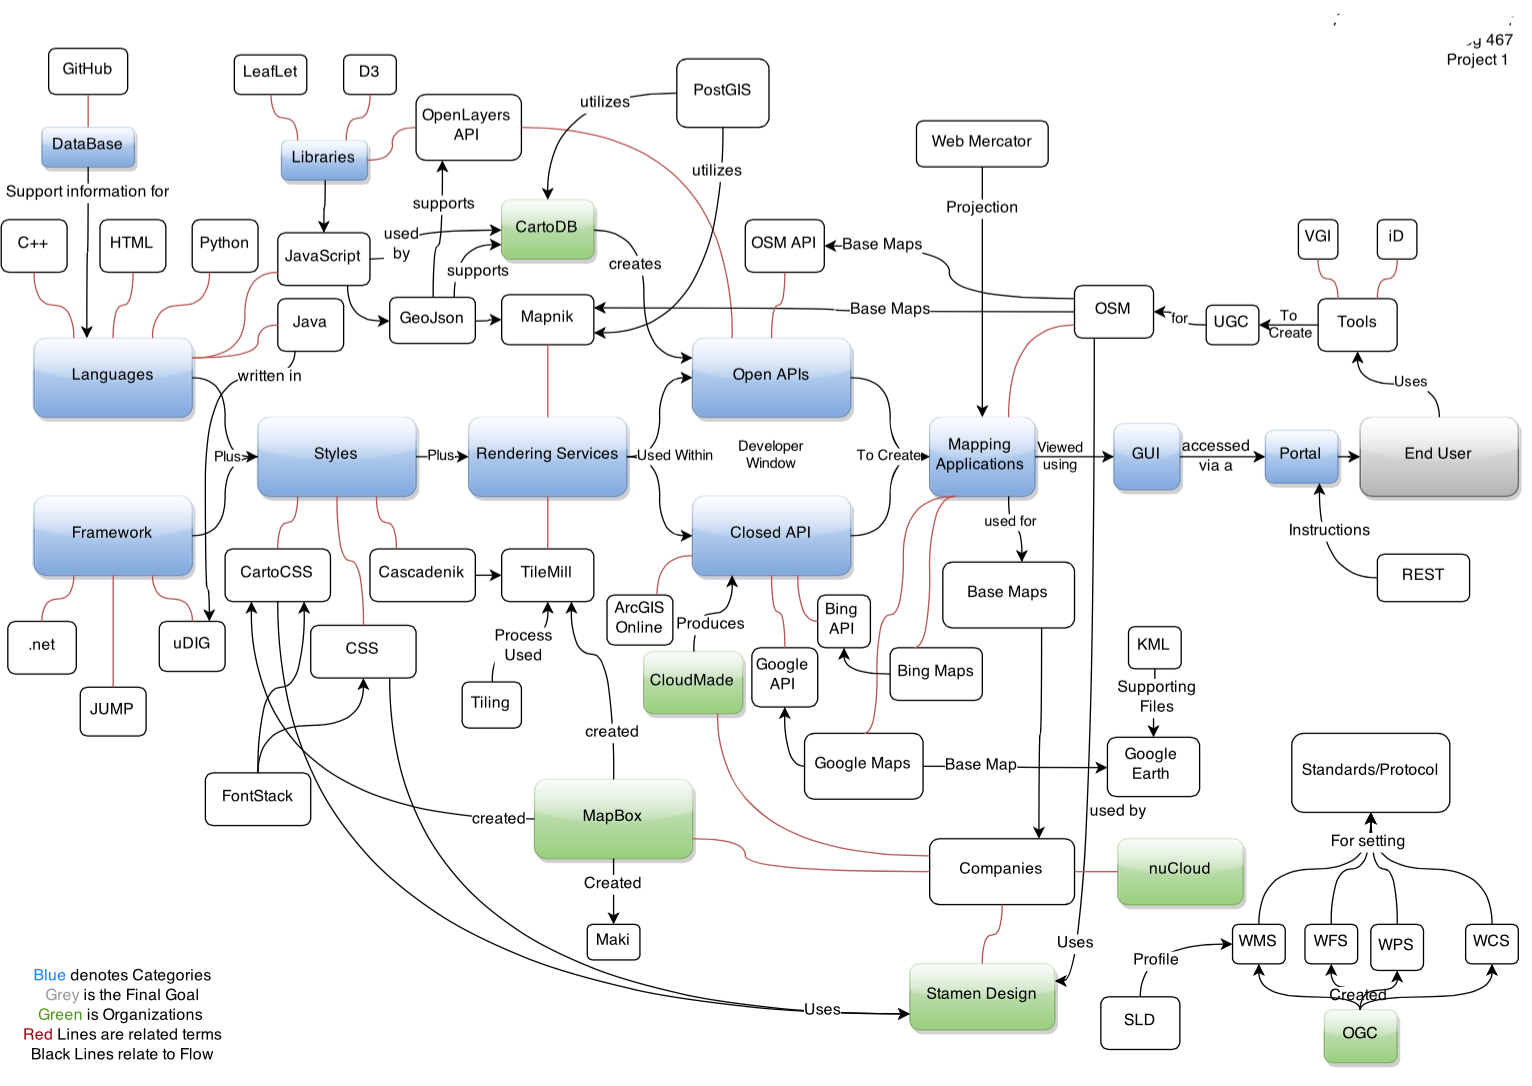 467
Project 1
GitHub
LeafLet
D3
PostGIS
OpenLayers
API
utilizes
DataBase
Libraries
Web Mercator
utilizes
Support information for
supports
Projection
C++
HTML
Python
JavaScript
used
by
CartoDB
OSM API
Base Maps
VGI
iD
creates
supports
Java
GeoJson
Mapnik
Base Maps
OSM
for
UGC
To
Create
Tools
Languages
written in
Open APIs
Uses
Plus
Styles
Plus
Rendering Services
Used Within
Developer
Window
To Create
Mapping
Applications
Viewed
using
GUI
accessed
via a
Portal
End User
Framework
Closed API
used for
Instructions
CartoCSS
Cascadenik
TileMill
REST
Base Maps
ArcGIS
Online
Bing
API
Produces
.net
uDIG
CSS
Process
Used
KML
Google
API
Bing Maps
CloudMade
Supporting
Files
JUMP
Tiling
created
Google Maps
Base Map
Google
Earth
Standards/Protocol
FontStack
MapBox
created
used by
For setting
Companies
nuCloud
Created
Maki
Uses
WMS
WFS
WPS
WCS
Profile
Stamen Design
Uses
Created
SLD
OGC
Blue denotes Categories
Grey is the Final Goal
Green is Organizations
Red Lines are related terms
Black Lines relate to Flow